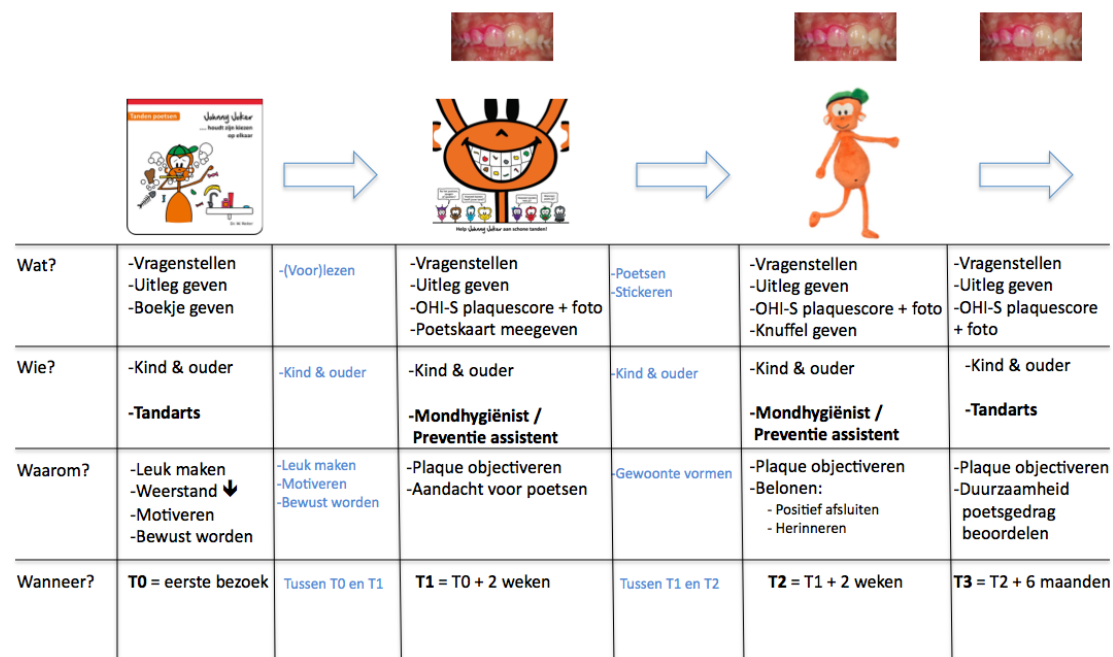 Tanden poetsen
Johnny Joker
.... houdt zijn kiezen
op elkaar
Help Johnny Joker aan schone tanden!
Wat?
-Vragenstellen
-Uitleg geven
-Boekje geven
-(Voor)lezen
-Vragenstellen
-Uitleg geven
-OHI-S plaquescore + foto
-Poetskaart meegeven
-Poetsen
-Stickeren
-Vragenstellen
-Uitleg geven
-OHI-S plaquescore + foto
-Knuffel geven
-Vragenstellen
-Uitleg geven
-OHI-S plaquescore
+ foto
Wie?
-Kind & ouder
-Tandarts
-Kind & ouder
-Kind & ouder
-Mondhygiënist /
Preventie assistent
-Kind & ouder
-Kind & ouder
-Mondhygiënist /
Preventie assistent
-Kind & ouder
-Tandarts
Waarom?
-Leuk maken
-Weerstand 🡻
-Motiveren
-Bewust worden
-Leuk maken
-Motiveren
-Bewust worden
-Plaque objectiveren
-Aandacht voor poetsen
-Gewoonte vormen
-Plaque objectiveren
-Belonen:
- Positief afsluiten
- Herinneren
-Plaque objectiveren
-Duurzaamheid
poetsgedrag
beoordelen
Wanneer?
T0 = eerste bezoek
Tussen T0 en T1
T1 = T0 + 2 weken
Tussen T1 en T2
T2 = T1 + 2 weken
T3 = T2 + 6 maanden